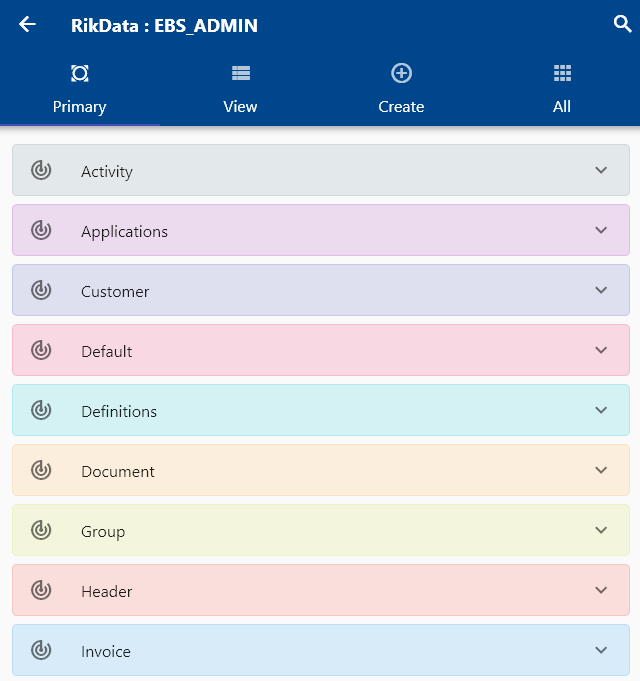 RikData : EBS_ADMIN
Primary View Create All
Activity
Applications
Customer
Default
Definitions
Document
Group
Header
Invoice